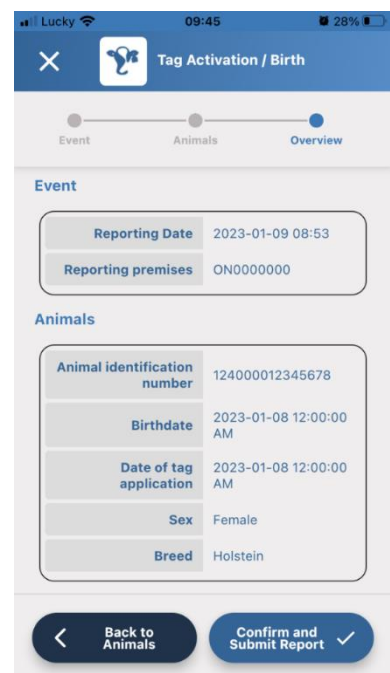 Lucky 09:45 28%
Tag Activation / Birth
Event Animals Overview
Event
Reporting Date 2023-01-09 08:53
Reporting premises ON0000000
Animals
Animal identification
number 124000012345678
Birthdate 2023-01-08 12:00:00
AM
Date of tag
application 2023-01-08 12:00:00
AM
Sex Female
Breed Holstein
Back to
Animals
Confirm and
Submit Report